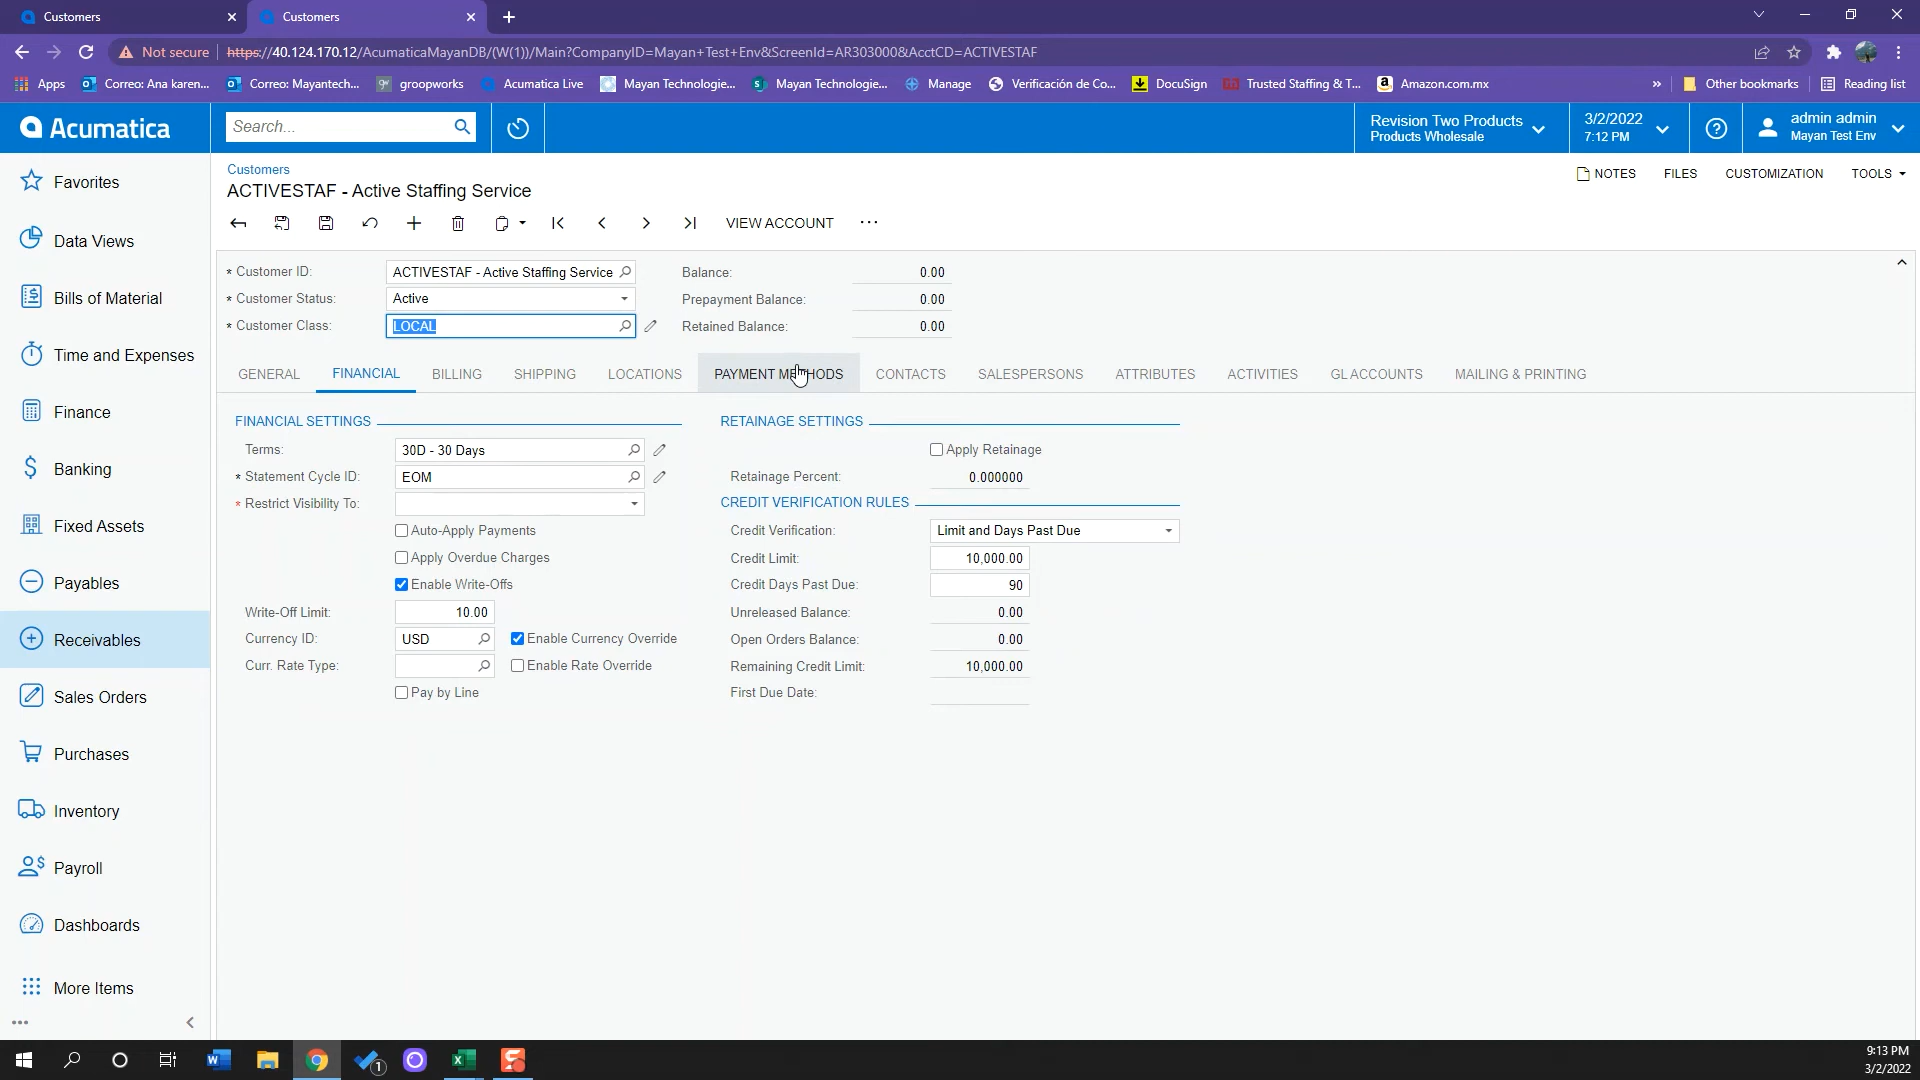 Customers
Customers
Not secure
https://40.124.170.12/AcumaticaMayanDB/(W(1))/Main?CompanyID=Mayan+Test+Env&ScreenId=AR303000&AcctCD=ACTIVESTAF
Apps
Correo: Ana karen...
Correo: Mayantech...
gw
groopworks
Acumatica Live
Mayan Technologie...
Mayan Technologie...
Manage
Verificación de Co...
DocuSign
Trusted Staffing & T...
Amazon.com.mx
»
Other bookmarks
Reading list
Acumatica
Search...
Revision Two Products
Products Wholesale
3/2/2022
7:12 PM
admin admin
Mayan Test Env
Favorites
Data Views
Bills of Material
Time and Expenses
Finance
Banking
Fixed Assets
Payables
Receivables
Sales Orders
Purchases
Inventory
Payroll
Dashboards
More Items
Customers
ACTIVESTAF - Active Staffing Service
NOTES
FILES
CUSTOMIZATION
TOOLS
VIEW ACCOUNT
* Customer ID:
ACTIVESTAF - Active Staffing Service
Balance:
0.00
* Customer Status:
Active
Prepayment Balance:
0.00
* Customer Class:
LOCAL
Retained Balance:
0.00
GENERAL
FINANCIAL
BILLING
SHIPPING
LOCATIONS
PAYMENT METHODS
CONTACTS
SALESPERSONS
ATTRIBUTES
ACTIVITIES
GL ACCOUNTS
MAILING & PRINTING
FINANCIAL SETTINGS
Terms:
30D - 30 Days
* Statement Cycle ID:
EOM
* Restrict Visibility To:
Auto-Apply Payments
Apply Overdue Charges
Enable Write-Offs
Write-Off Limit:
10.00
Currency ID:
USD
Enable Currency Override
Curr. Rate Type:
Enable Rate Override
Pay by Line
RETAINAGE SETTINGS
Apply Retainage
Retainage Percent:
0.000000
CREDIT VERIFICATION RULES
Credit Verification:
Limit and Days Past Due
Credit Limit:
10,000.00
Credit Days Past Due:
90
Unreleased Balance:
0.00
Open Orders Balance:
0.00
Remaining Credit Limit:
10,000.00
First Due Date:
1
9:13 PM
3/2/2022